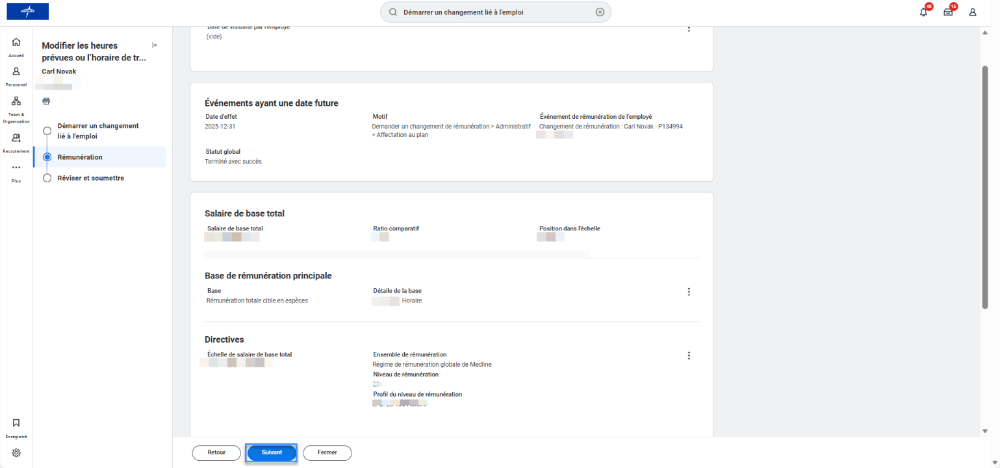 MEDLINE
Démarrer un changement lié à l'emploi
48
15
Accueil
Personnel
Team &
Organization
Recrutement
Plus
Enregistré
Modifier les heures
prévues ou l'horaire de tr...
Carl Novak
Démarrer un changement
lié à l'emploi
Rémunération
Réviser et soumettre
Date de visibilité par l'employé
(vide)
Événements ayant une date future
Date d'effet
2025-12-31
Motif
Demander un changement de rémunération > Administratif
> Affectation au plan
Événement de rémunération de l'employé
Changement de rémunération : Carl Novak - P134994
Statut global
Terminé avec succès
Salaire de base total
Salaire de base total
Ratio comparatif
Position dans l'échelle
Base de rémunération principale
Base
Rémunération totale cible en espèces
Détails de la base
Horaire
Directives
Échelle de salaire de base total
Ensemble de rémunération
Régime de rémunération globale de Medline
Niveau de rémunération
Profil du niveau de rémunération
Retour
Suivant
Fermer